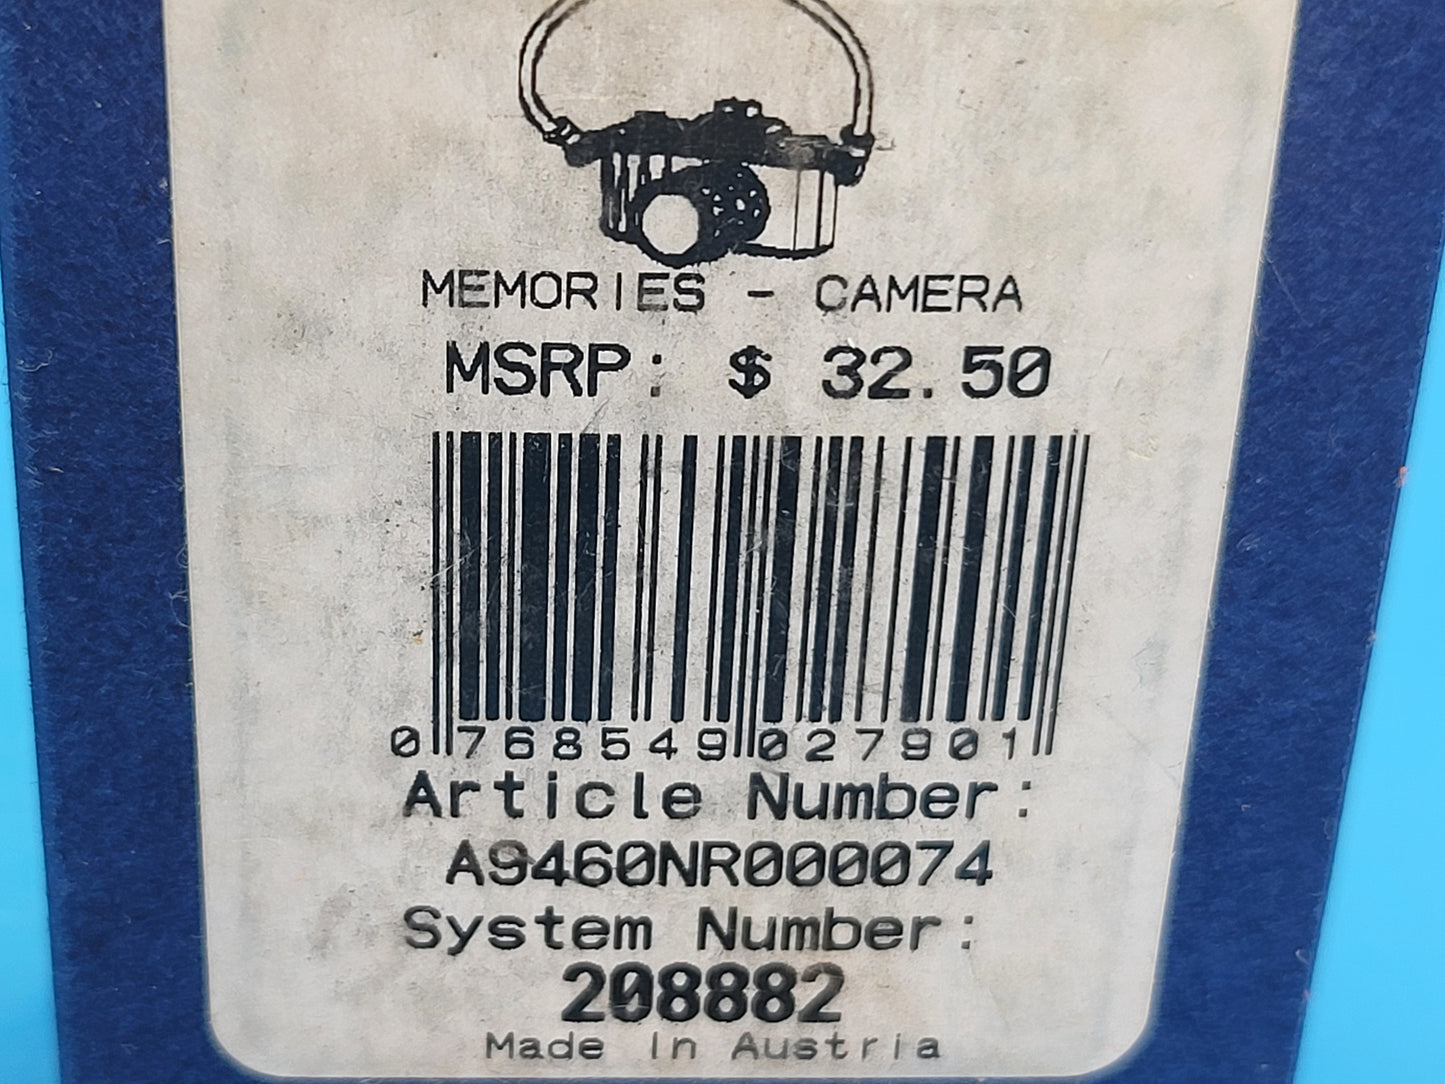 MEMORIES - CAMERA
MSRP: $ 32.50
0 768549 027901
Article Number:
A9460NR000074
System Number:
208882
Made in Austria